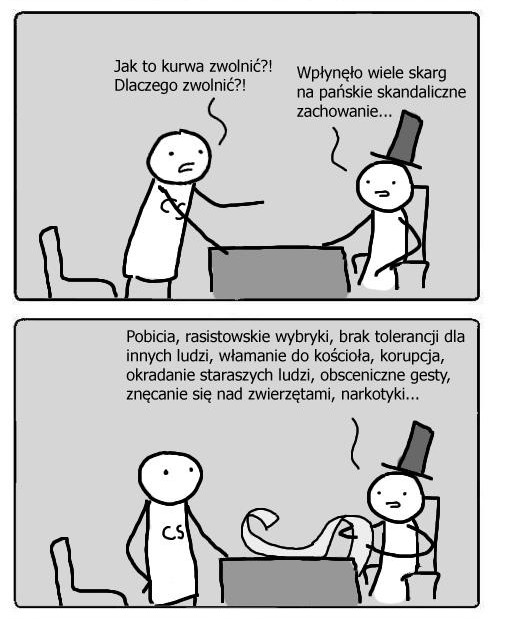 Jak to kurwa zwolnić?!
Dlaczego zwolnić?!
Wpłynęło wiele skarg
na pańskie skandaliczne
zachowanie...
CS
Pobicia, rasistowskie wybryki, brak tolerancji dla
innych ludzi, włamanie do kościoła, korupcja,
okradanie staraszych ludzi, obsceniczne gesty,
znęcanie się nad zwierzętami, narkotyki...
CS